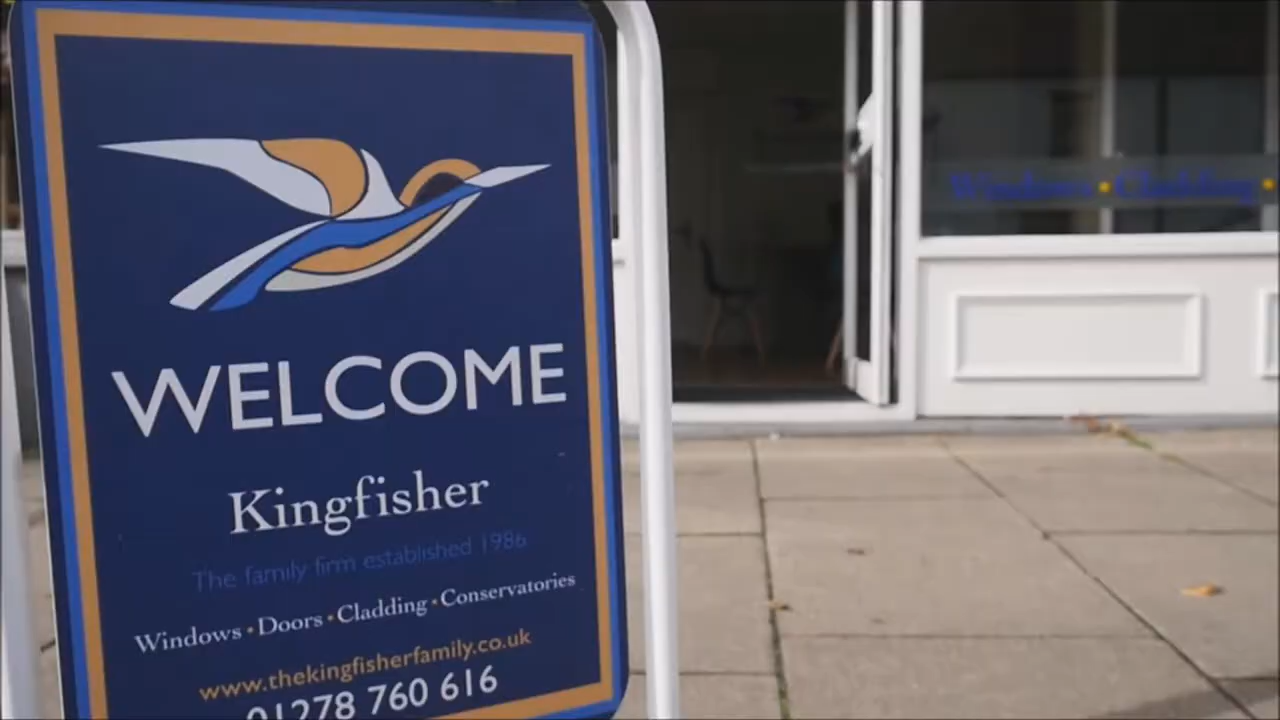 WELCOME
Kingfisher
The family firm established 1986
Windows • Doors • Cladding • Conservatories
www.thekingfisherfamily.co.uk
01278 760 616
Windows • Cladding •